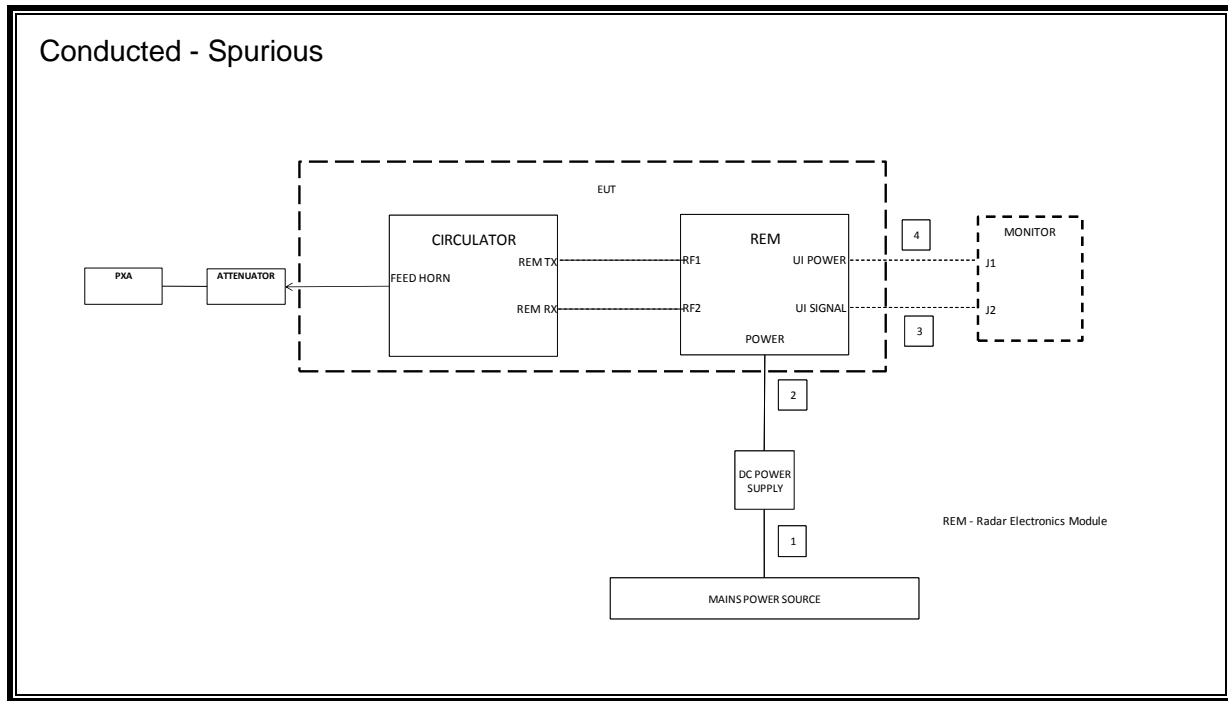 Conducted - Spurious
EUT
CIRCULATOR
REM TX
FEED HORN
REM RX
REM
RF1
UI POWER
RF2
UI SIGNAL
POWER
4
3
MONITOR
J1
J2
PXA
ATTENUATOR
2
DC POWER
SUPPLY
REM - Radar Electronics Module
1
MAINS POWER SOURCE